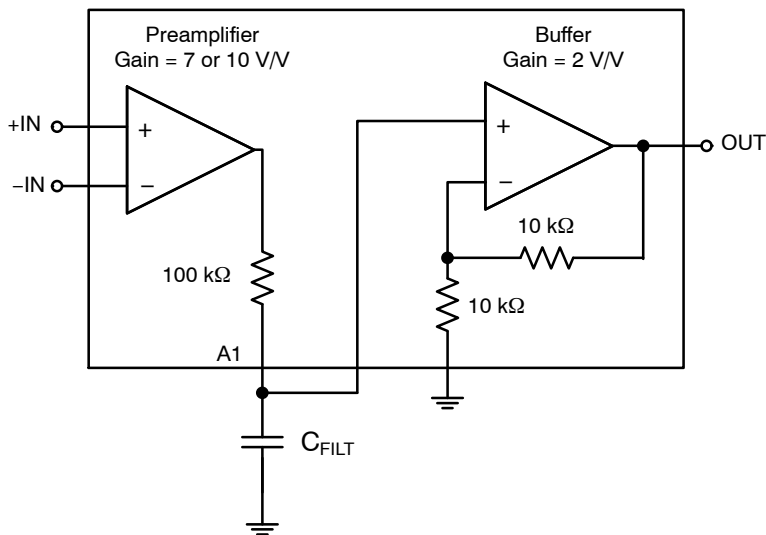 Preamplifier
Gain = 7 or 10 V/V
Buffer
Gain = 2 V/V
+IN
+
−IN
−
+
−
OUT
10 kΩ
100 kΩ
10 kΩ
A1
CFILT